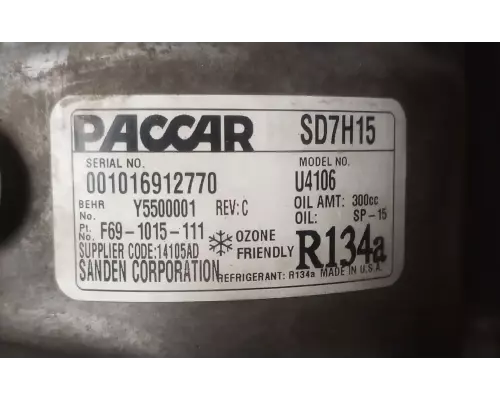 PACCAR SD7H15
SERIAL NO. MODEL NO.
001016912770 U4106
BEHR No. Y5500001 REV: C OIL AMT: 300cc
Pt. No. F69-1015-111 OIL: SP-15
SUPPLIER CODE: 14105AD OZONE FRIENDLY R134a
SANDEN CORPORATION REFRIGERANT: R134a MADE IN U.S.A.